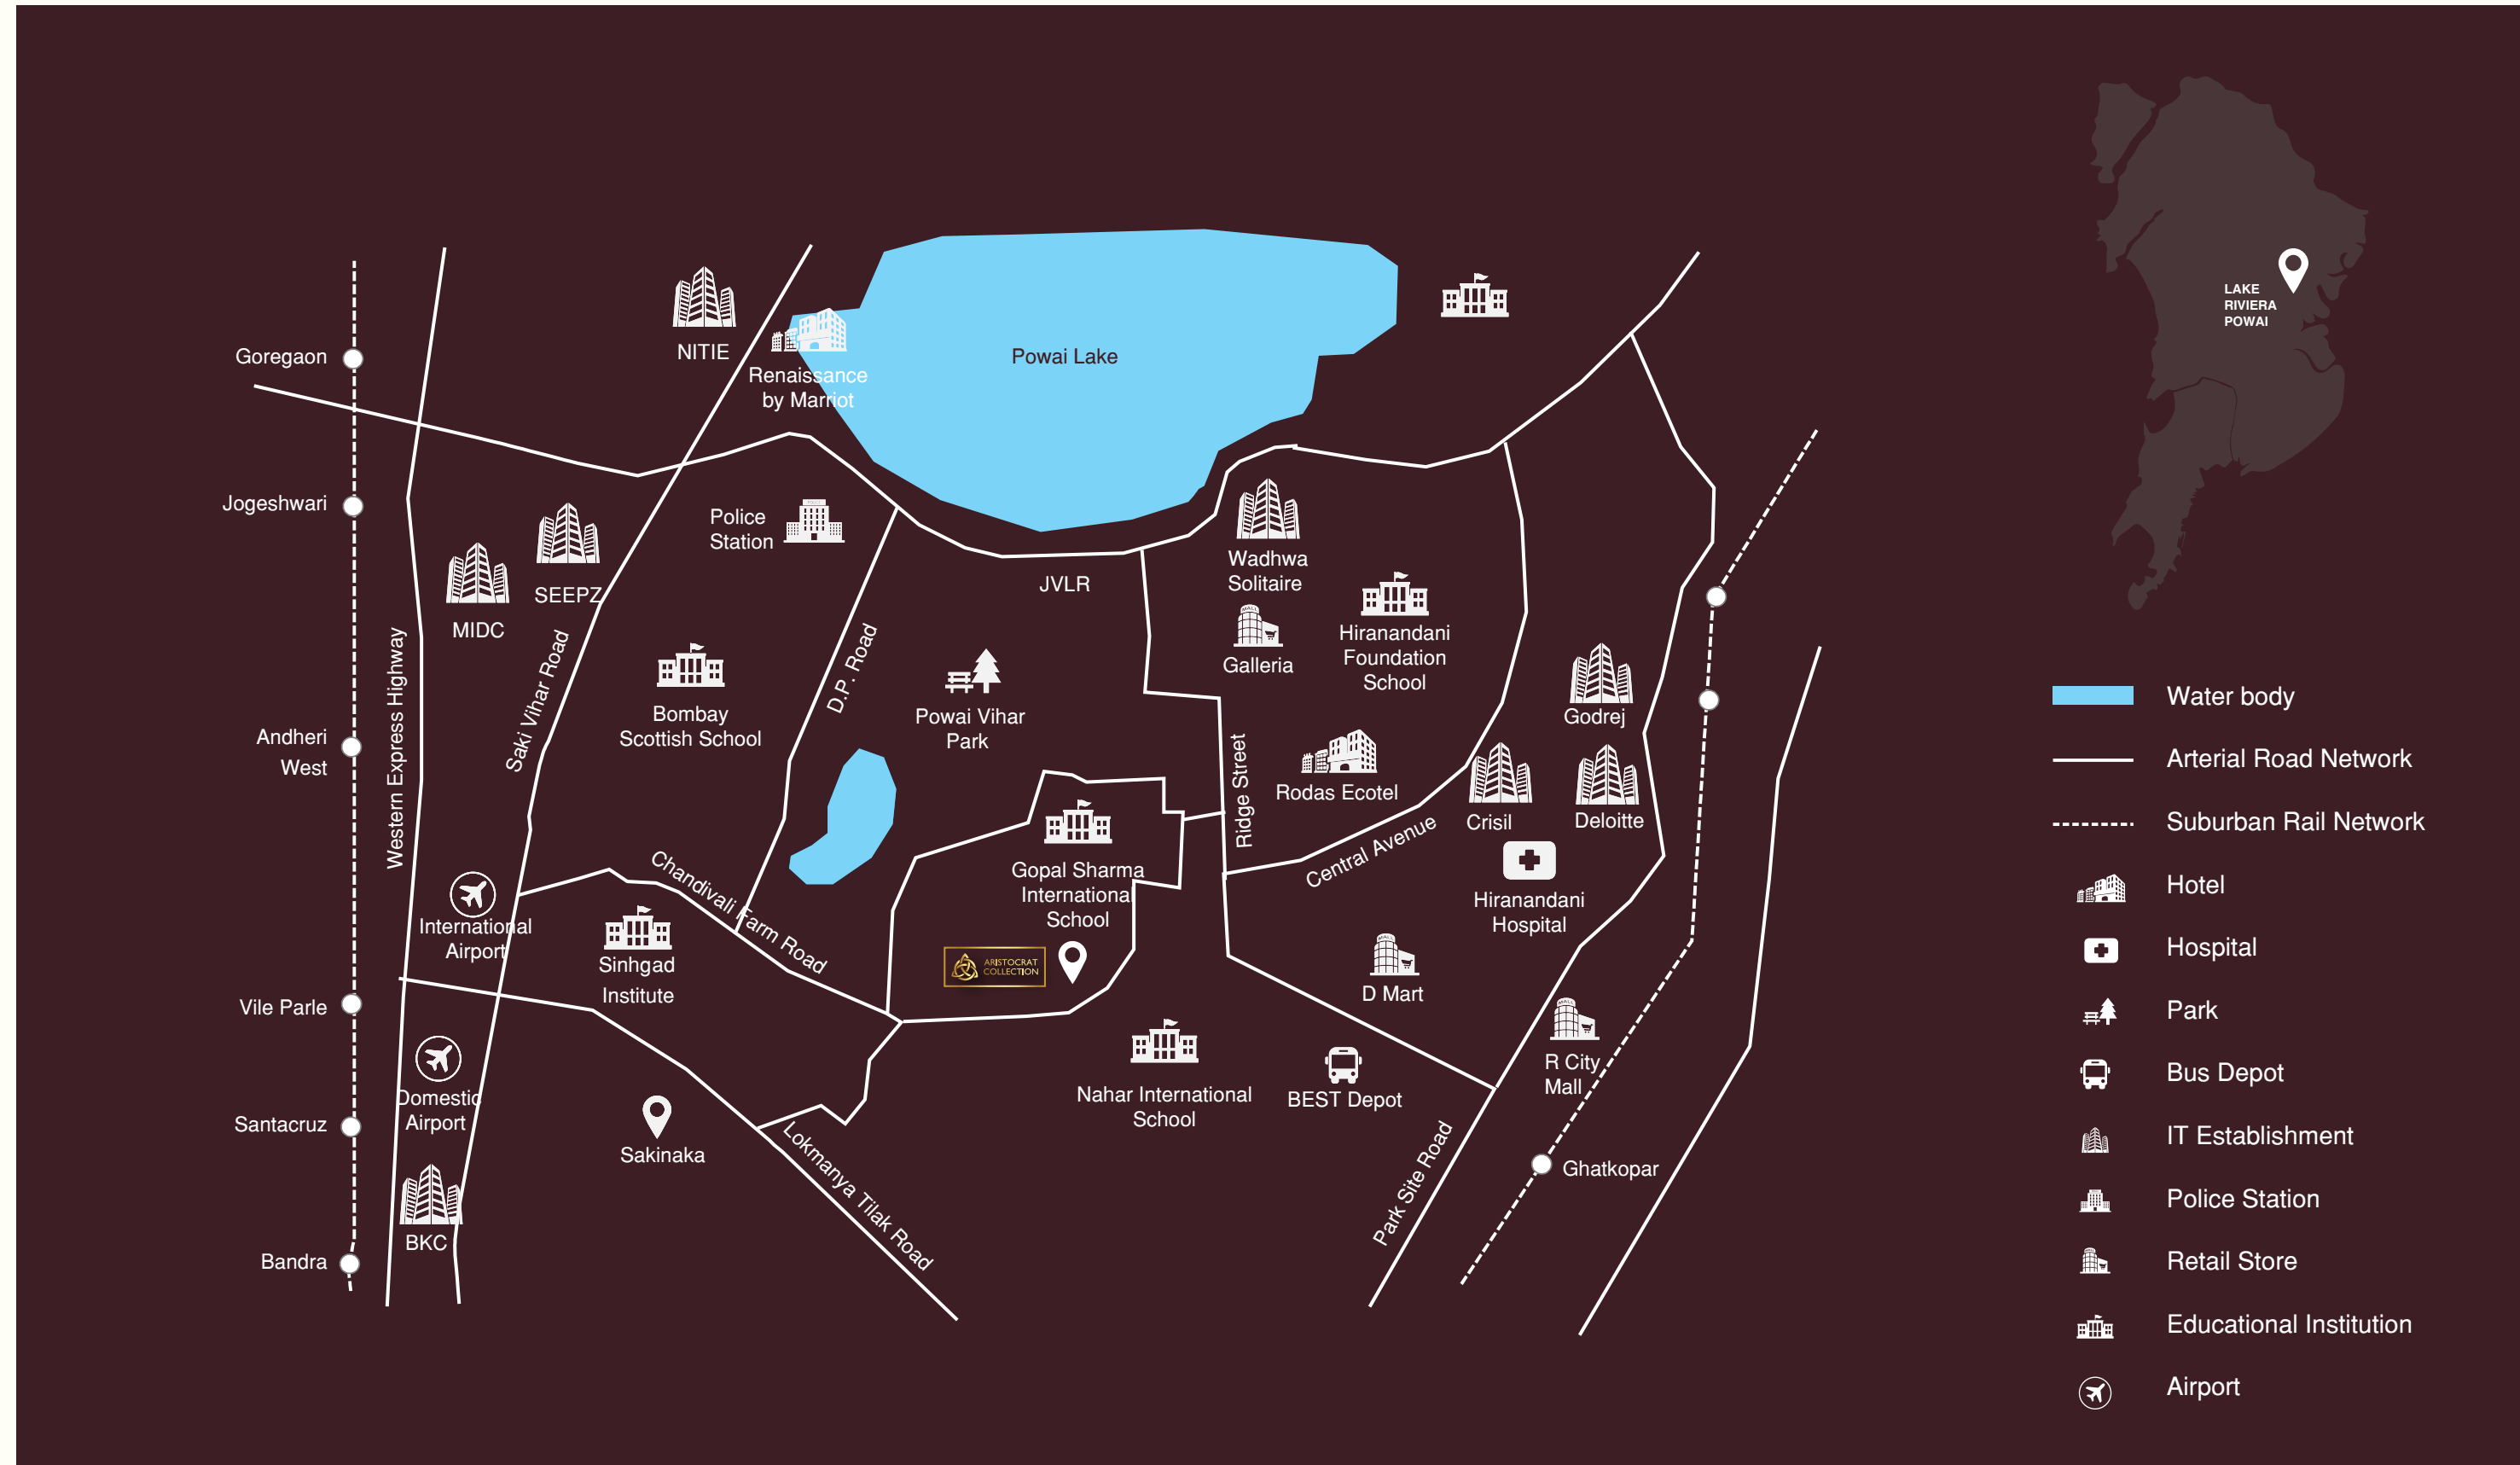 Goregaon
Jogeshwari
Andheri
West
Vile Parle
Santacruz
Bandra
Western Express Highway
NITIE
Renaissance
by Marriot
Powai Lake
SEEPZ
MIDC
Saki Vihar Road
Police
Station
JVLR
Bombay
Scottish School
D.P. Road
Powai Vihar
Park
Wadhwa
Solitaire
MALL
Galleria
Hiranandani
Foundation
School
Godrej
Ridge Street
Rodas Ecotel
Crisil
Deloitte
Central Avenue
Hiranandani
Hospital
Gopal Sharma
International
School
Chandivali Farm Road
International
Airport
Sinhgad
Institute
ARISTOCRAT
COLLECTION
MALL
D Mart
MALL
R City
Mall
Domestic
Airport
Nahar International
School
BEST Depot
Sakinaka
Lokmanya Tilak Road
Park Site Road
Ghatkopar
BKC
LAKE
RIVIERA
POWAI
Water body
Arterial Road Network
Suburban Rail Network
Hotel
Hospital
Park
Bus Depot
IT Establishment
Police Station
Retail Store
Educational Institution
Airport